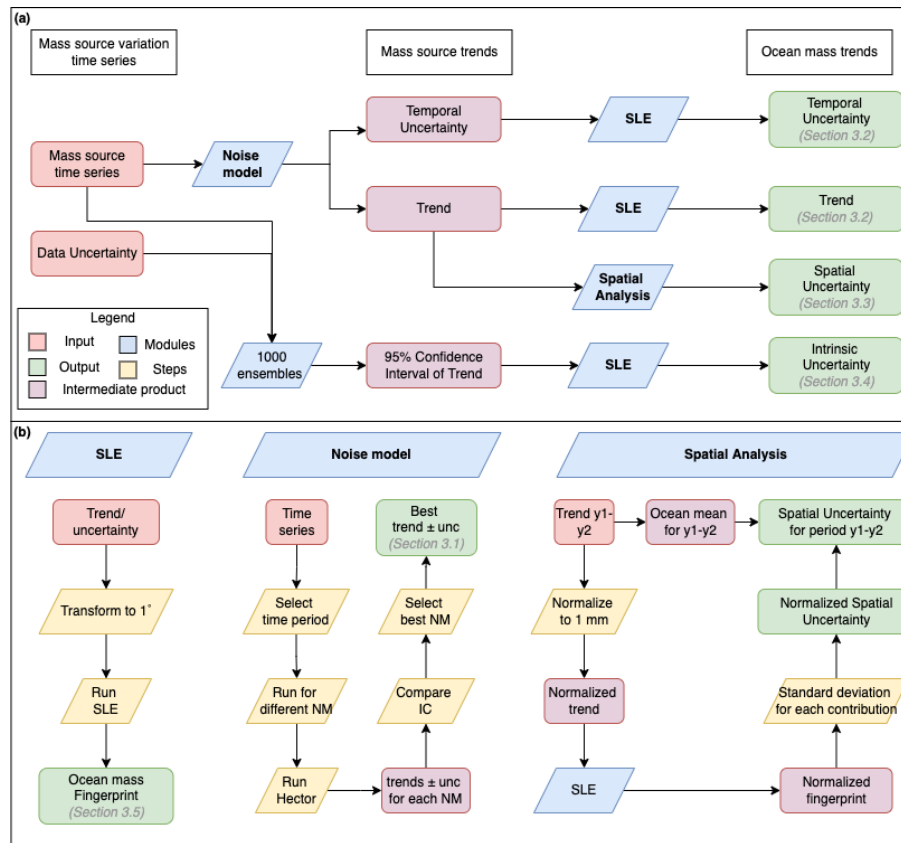 (a)
Mass source variation
time series
Mass source trends
Ocean mass trends
Temporal
Uncertainty
SLE
Temporal
Uncertainty
(Section 3.2)
Mass source
time series
Noise
model
Trend
SLE
Trend
(Section 3.2)
Data Uncertainty
Spatial
Analysis
Spatial
Uncertainty
(Section 3.3)
Legend
Input
Modules
Output
Steps
Intermediate product
1000
ensembles
95% Confidence
Interval of Trend
SLE
Intrinsic
Uncertainty
(Section 3.4)
(b)
SLE
Trend/
uncertainty
Transform to 1°
Run
SLE
Ocean mass
Fingerprint
(Section 3.5)
Noise model
Time
series
Select
time period
Run for
different NM
Run
Hector
trends ± unc
for each NM
Compare
IC
Select
best NM
Best
trend ± unc
(Section 3.1)
Spatial Analysis
Trend y1-
y2
Ocean mean
for y1-y2
Spatial Uncertainty
for period y1-y2
Normalize
to 1 mm
Normalized
trend
SLE
Normalized
fingerprint
Standard deviation
for each contribution
Normalized Spatial
Uncertainty